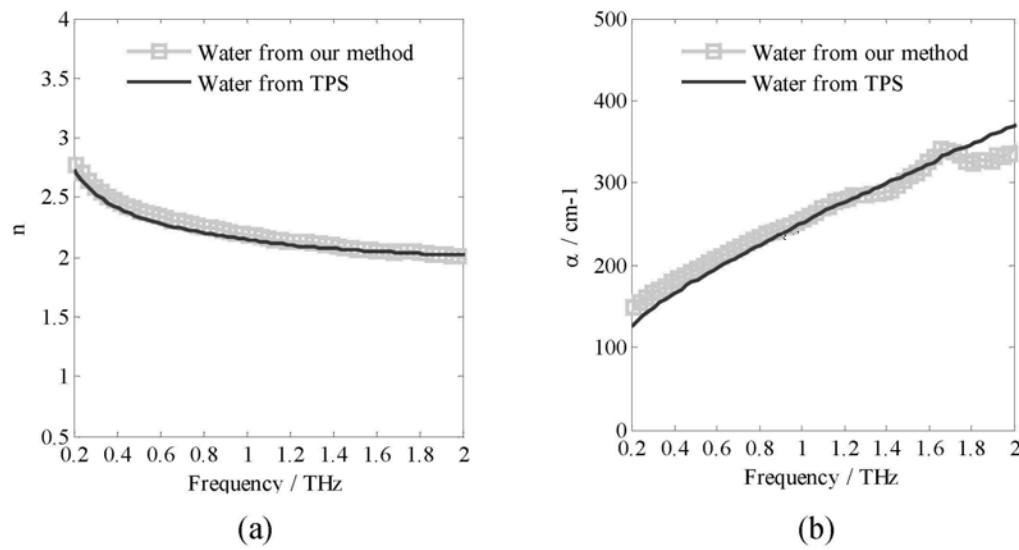 4
3.5
3
2.5
2
1.5
1
0.5
n
Water from our method
Water from TPS
0.2 0.4 0.6 0.8 1 1.2 1.4 1.6 1.8 2
Frequency / THz
(a)
500
400
300
200
100
0
α / cm-1
Water from our method
Water from TPS
0.2 0.4 0.6 0.8 1 1.2 1.4 1.6 1.8 2
Frequency / THz
(b)